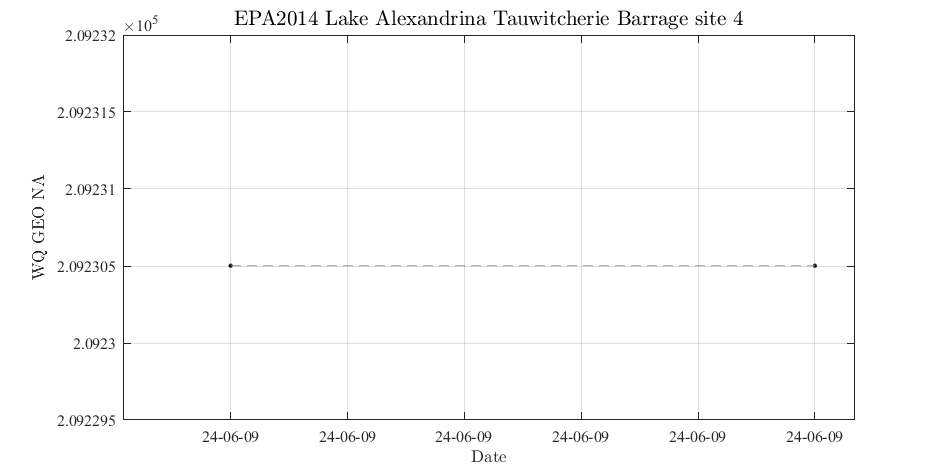 EPA2014 Lake Alexandrina Tauwitcherie Barrage site 4
×10⁵
2.09232
2.092315
2.09231
2.092305
2.0923
2.092295
WQ GEO NA
24-06-09 24-06-09 24-06-09 24-06-09 24-06-09 24-06-09
Date